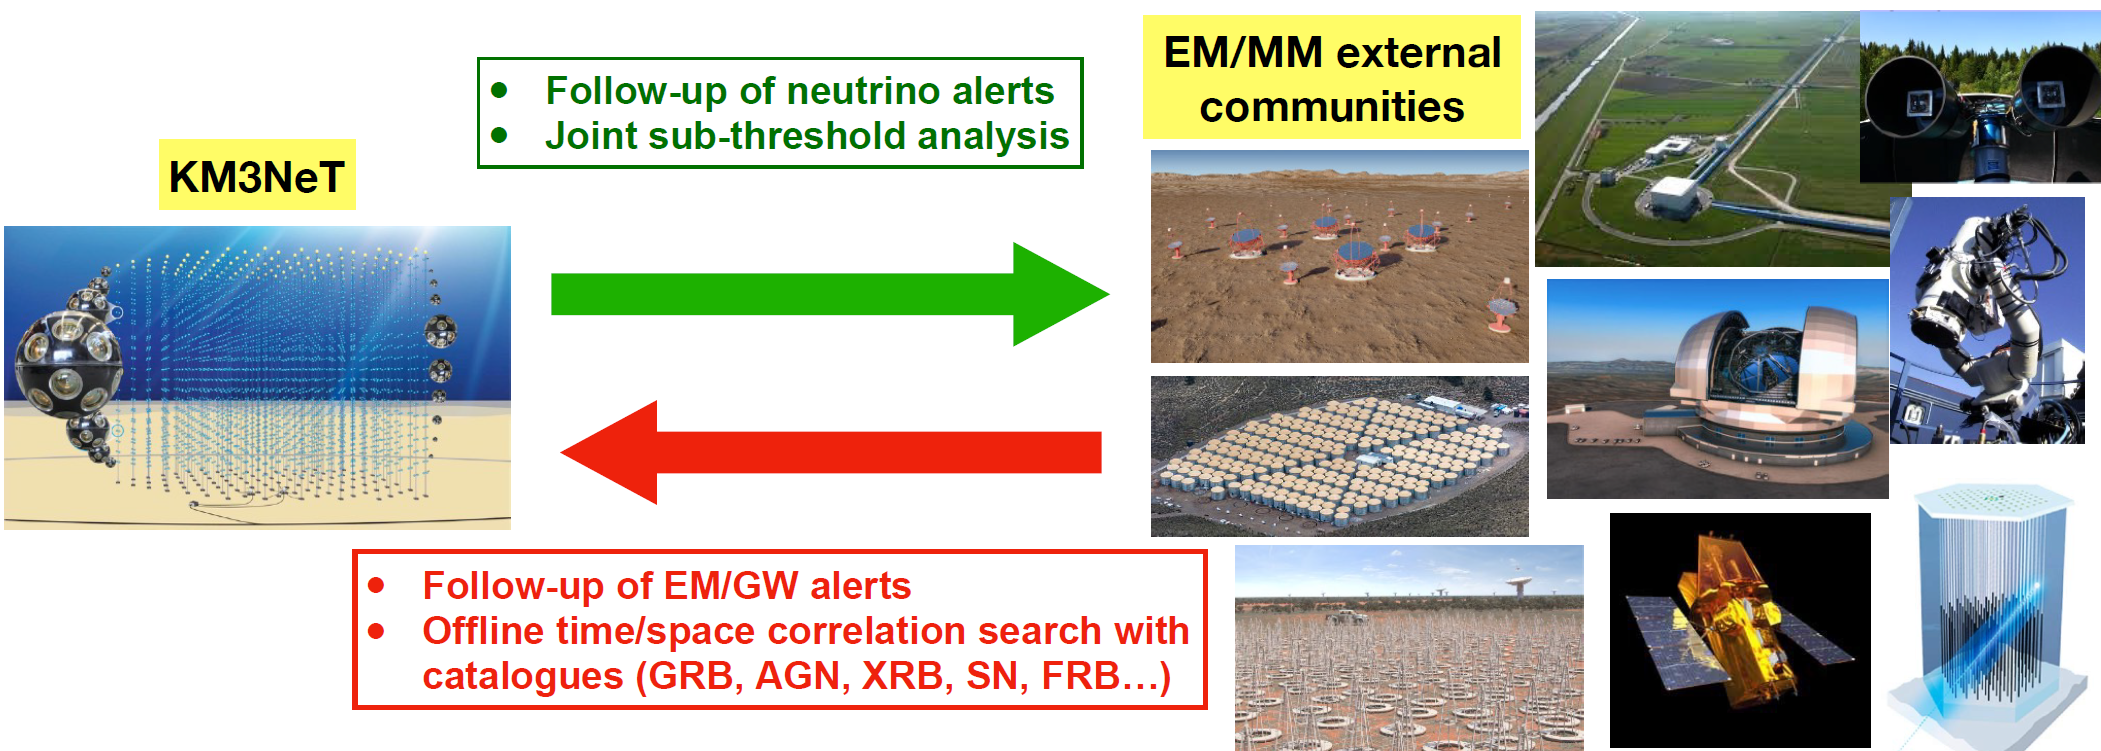 KM3NeT
• Follow-up of neutrino alerts
• Joint sub-threshold analysis
EM/MM external
communities
• Follow-up of EM/GW alerts
• Offline time/space correlation search with
catalogues (GRB, AGN, XRB, SN, FRB…)